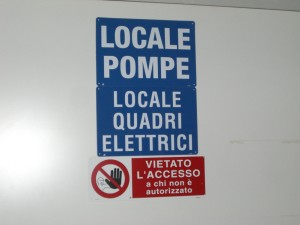 LOCALE
POMPE
LOCALE
QUADRI
ELETTRICI
VIETATO
L'ACCESSO
a chi non è
autorizzato